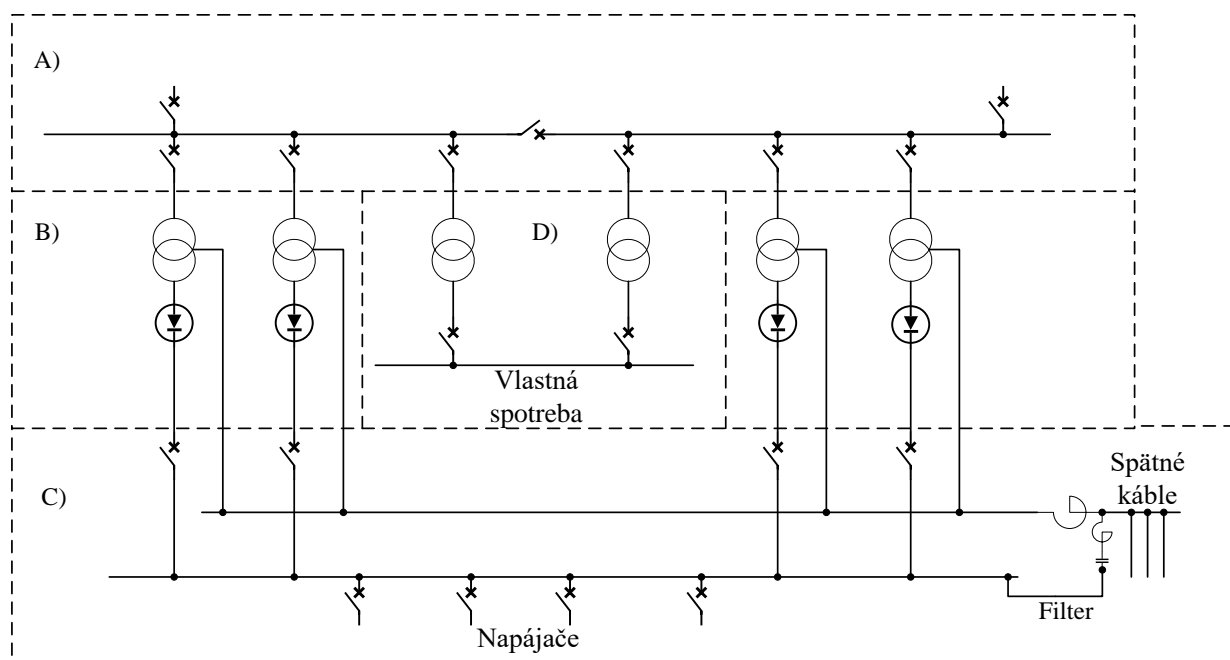 A)
B)
D)
Vlastná
spotreba
C)
Spätné
káble
Filter
Napájače